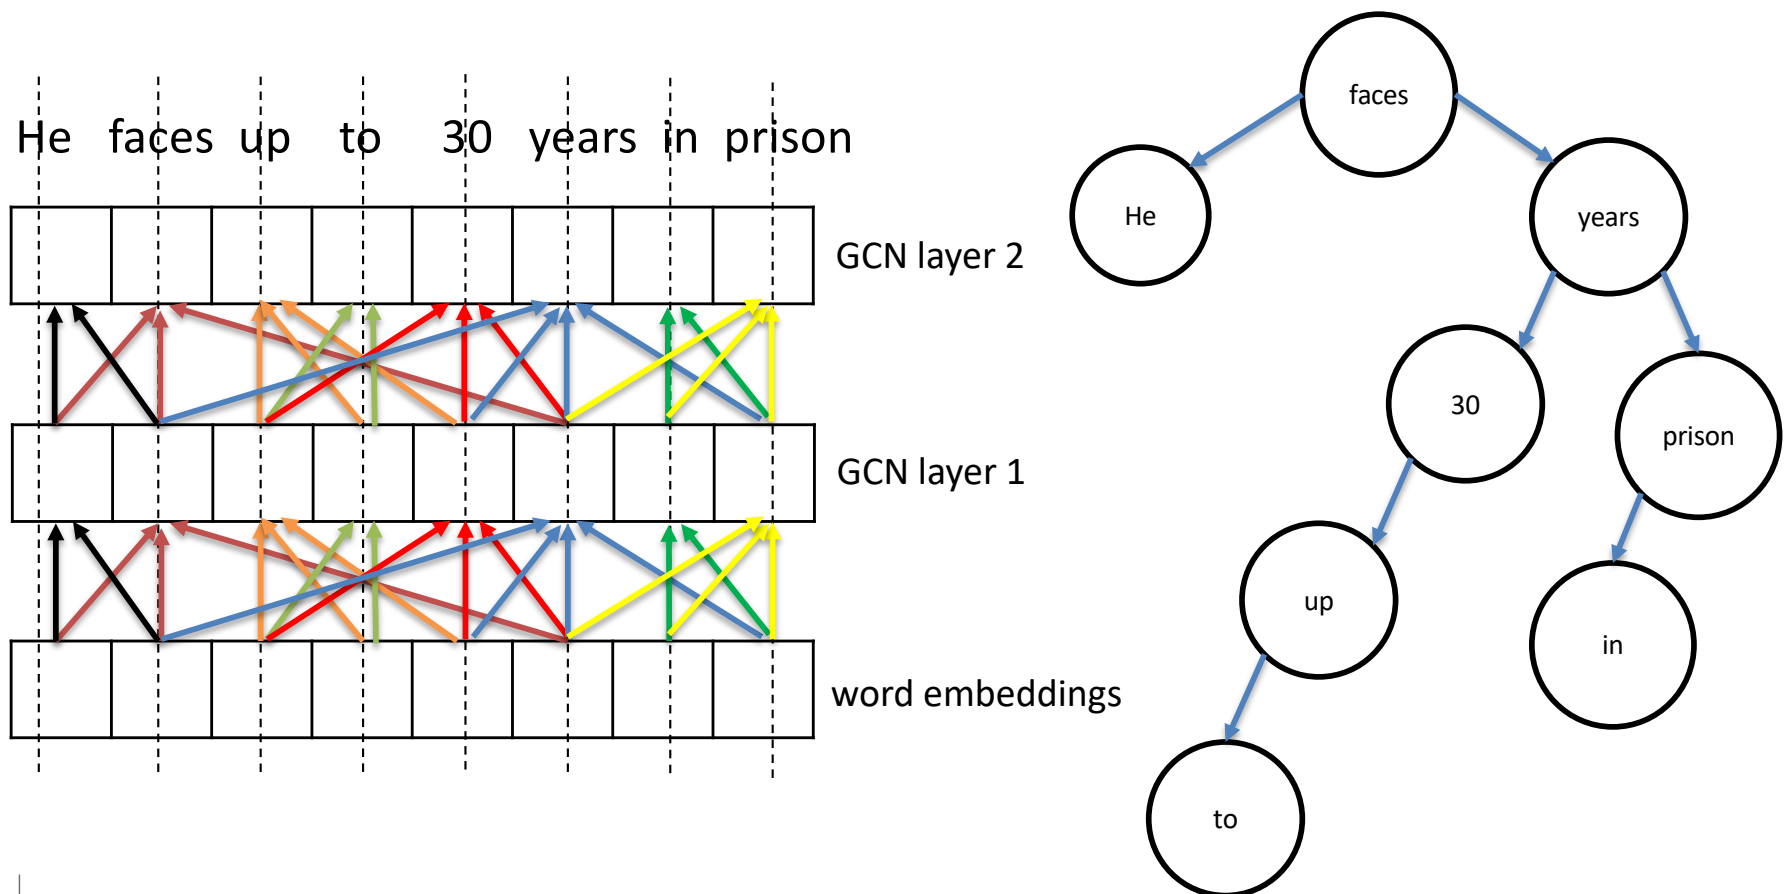 He faces up to 30 years in prison
GCN layer 2
GCN layer 1
word embeddings
faces
He
years
30
prison
up
in
to